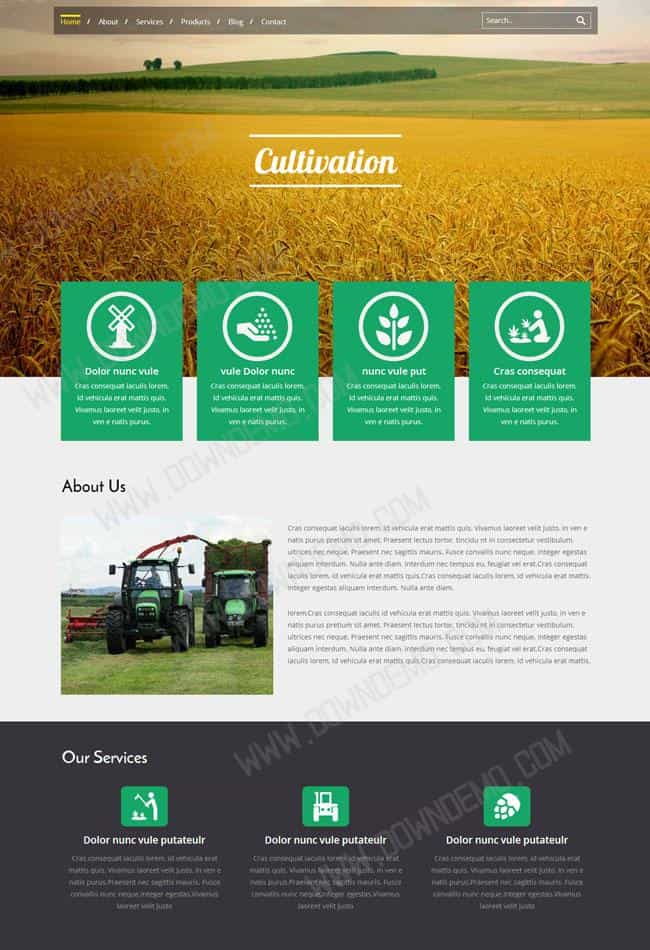 Home / About / Services / Products / Blog / Contact
Search...
Cultivation
Dolor nunc vule
Cras consequat iaculis lorem,
id vehicula erat mattis quis.
Vivamus laoreet velit justo, in
ven e natis purus.
vule Dolor nunc
Cras consequat iaculis lorem,
id vehicula erat mattis quis.
Vivamus laoreet velit justo, in
ven e natis purus.
nunc vule put
Cras consequat iaculis lorem,
id vehicula erat mattis quis.
Vivamus laoreet velit justo, in
ven e natis purus.
Cras consequat
Cras consequat iaculis lorem,
id vehicula erat mattis quis.
Vivamus laoreet velit justo, in
ven e natis purus.
About Us
Cras consequat iaculis lorem, id vehicula erat mattis quis. Vivamus laoreet velit justo, in ven e
natis purus pretium sit amet. Praesent lectus tortor, tincidu nt in consectetur vestibulum,
ultrices nec neque. Praesent nec sagittis mauris. Fusce convallis nunc neque. Integer egestas
aliquam interdum. Nulla ante diam, interdum nec tempus eu, feugiat vel erat.Cras consequat
iaculis lorem, id vehicula erat mattis quis.Cras consequat iaculis lorem, id vehicula erat mattis.
Integer egestas aliquam interdum. Nulla ante diam.
lorem.Cras consequat iaculis id vehicula erat mattis quis. Vivamus laoreet velit justo, in ven e
natis purus pretium sit amet. Praesent lectus tortor, tincidu nt in consectetur vestibulum,
ultrices nec neque. Praesent nec sagittis mauris. Fusce convallis nunc neque. Integer egestas
aliquam interdum. Nulla ante diam, interdum nec tempus eu, feugiat vel erat.Cras consequat
iaculis lorem, id vehicula erat mattis quis.Cras consequat iaculis lorem, id vehicula erat mattis.
Our Services
Dolor nunc vule putateulr
Cras consequat iaculis lorem, id vehicula erat
mattis quis. Vivamus laoreet velit justo, in ven e
natis purus.Praesent nec sagittis mauris. Fusce
convallis nunc neque.Integer egestas.Vivamus
laoreet velit justo
Dolor nunc vule putateulr
Cras consequat iaculis lorem, id vehicula erat
mattis quis. Vivamus laoreet velit justo, in ven e
natis purus.Praesent nec sagittis mauris. Fusce
convallis nunc neque.Integer egestas.Vivamus
laoreet velit justo
Dolor nunc vule putateulr
Cras consequat iaculis lorem, id vehicula erat
mattis quis. Vivamus laoreet velit justo, in ven e
natis purus.Praesent nec sagittis mauris. Fusce
convallis nunc neque.Integer egestas.Vivamus
laoreet velit justo
WWW.DOWNDEMO.COM
WWW.DOWNDEMO.COM
WWW.DOWNDEMO.COM
WWW.DOWNDEMO.COM